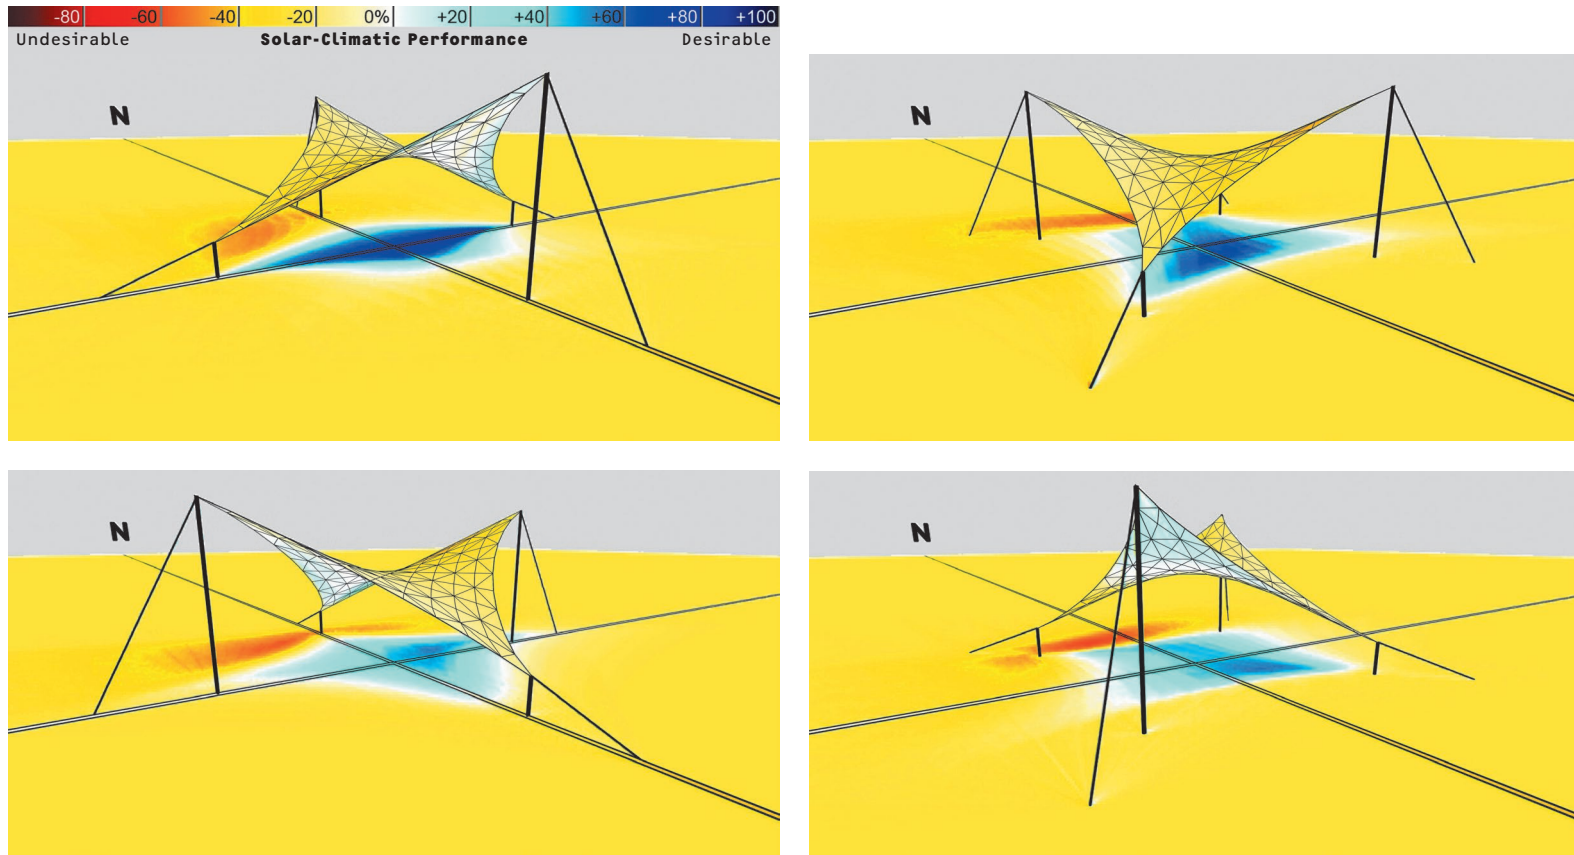 -80 -60 -40 -20 0% +20 +40 +60 +80 +100
Undesirable Solar-Climatic Performance Desirable
N
N
N
N